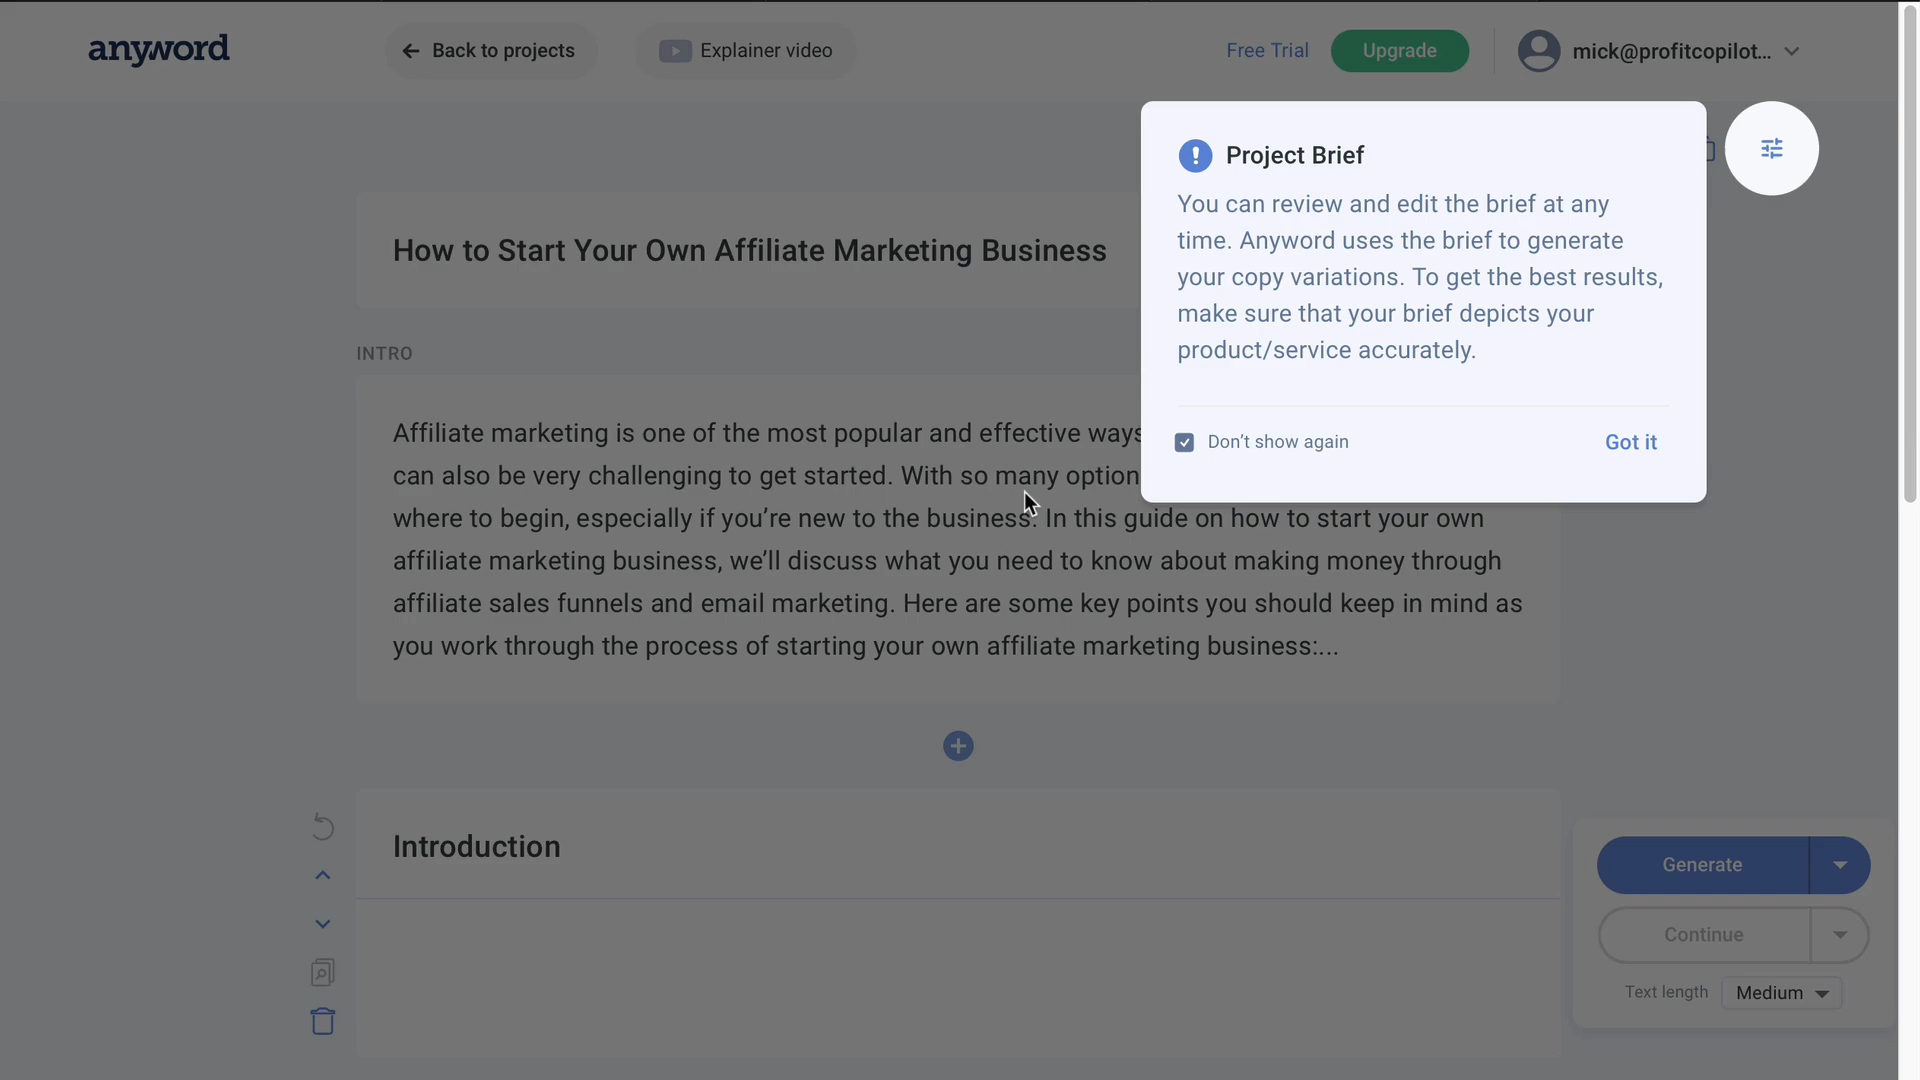 anyword
Back to projects
Explainer video
Free Trial
Upgrade
mick@profitcopilot...
Project Brief
You can review and edit the brief at any
time. Anyword uses the brief to generate
your copy variations. To get the best results,
make sure that your brief depicts your
product/service accurately.
Don't show again
Got it
How to Start Your Own Affiliate Marketing Business
INTRO
Affiliate marketing is one of the most popular and effective ways
can also be very challenging to get started. With so many option
where to begin, especially if you’re new to the business. In this guide on how to start your own
affiliate marketing business, we’ll discuss what you need to know about making money through
affiliate sales funnels and email marketing. Here are some key points you should keep in mind as
you work through the process of starting your own affiliate marketing business:...
Introduction
Generate
Continue
Text length
Medium